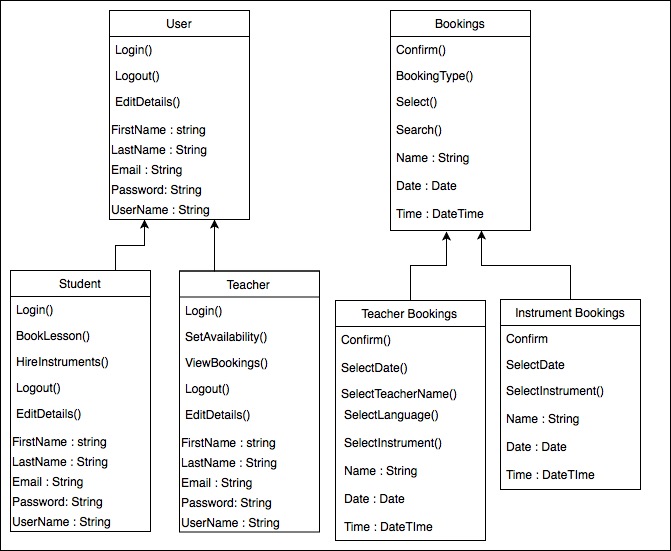 User
Login()
Logout()
EditDetails()
FirstName : string
LastName : String
Email : String
Password: String
UserName : String
Bookings
Confirm()
BookingType()
Select()
Search()
Name : String
Date : Date
Time : DateTime
Student
Login()
BookLesson()
HireInstruments()
Logout()
EditDetails()
FirstName : string
LastName : String
Email : String
Password: String
UserName : String
Teacher
Login()
SetAvailability()
ViewBookings()
Logout()
EditDetails()
FirstName : string
LastName : String
Email : String
Password: String
UserName : String
Teacher Bookings
Confirm()
SelectDate()
SelectTeacherName()
SelectLanguage()
SelectInstrument()
Name : String
Date : Date
Time : DateTIme
Instrument Bookings
Confirm
SelectDate
SelectInstrument()
Name : String
Date : Date
Time : DateTIme